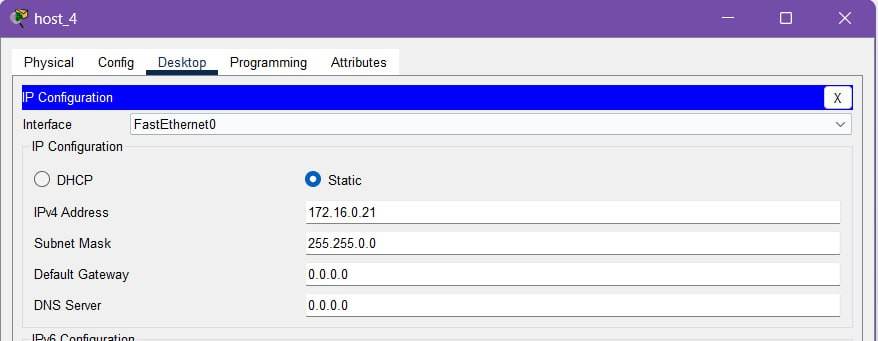 host_4
Physical Config Desktop Programming Attributes
IP Configuration X
Interface FastEthernet0
IP Configuration
DHCP Static
IPv4 Address 172.16.0.21
Subnet Mask 255.255.0.0
Default Gateway 0.0.0.0
DNS Server 0.0.0.0
IPv6 Configuration